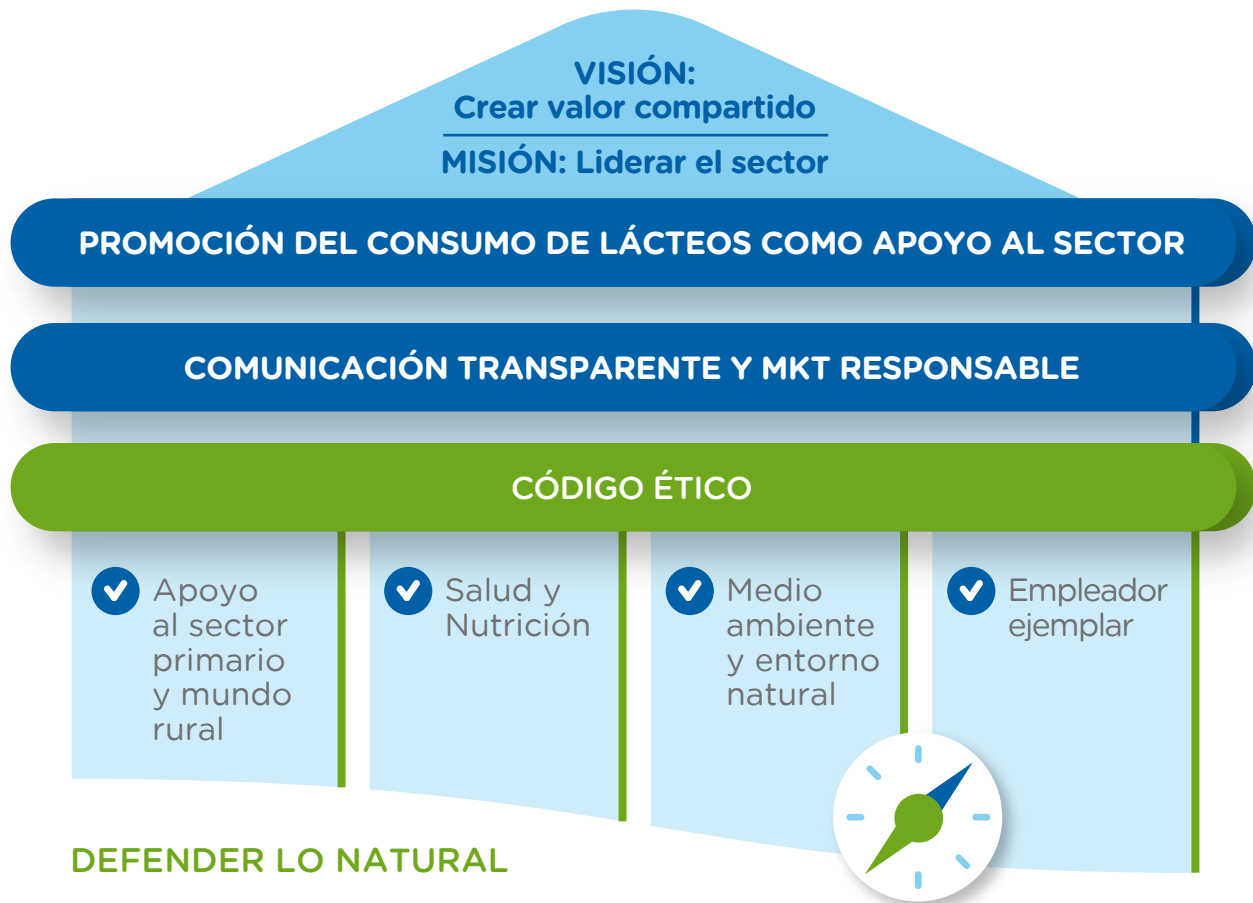 VISIÓN:
Crear valor compartido
MISIÓN: Liderar el sector
PROMOCIÓN DEL CONSUMO DE LÁCTEOS COMO APOYO AL SECTOR
COMUNICACIÓN TRANSPARENTE Y MKT RESPONSABLE
CÓDIGO ÉTICO
Apoyo
al sector
primario
y mundo
rural
Salud y
Nutrición
Medio
ambiente
y entorno
natural
Empleador
ejemplar
DEFENDER LO NATURAL